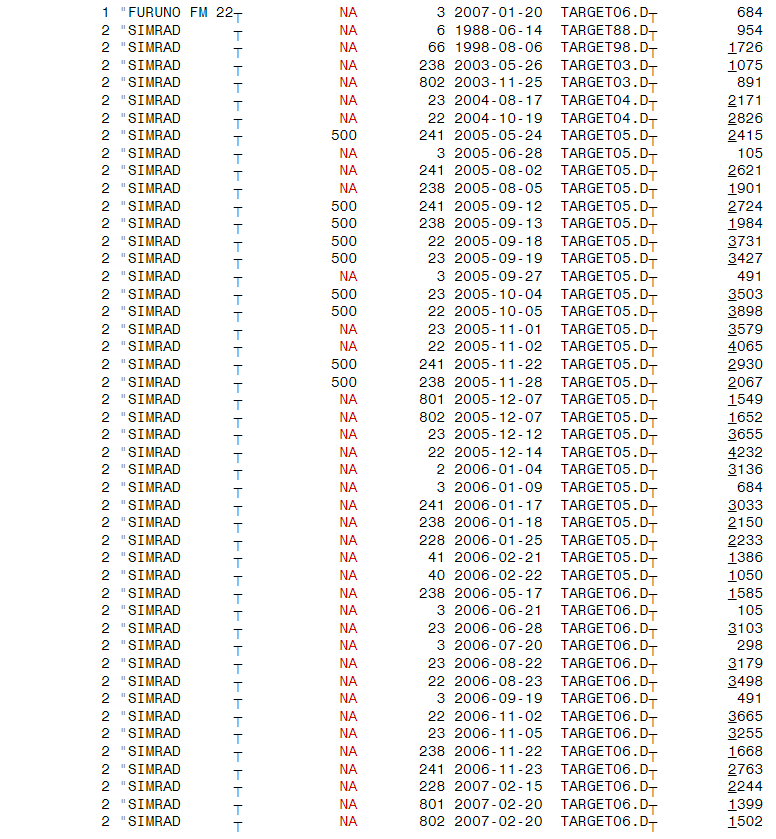 1 "FURUNO FM 22┬ NA 3 2007-01-20 TARGET06.D┬ 684
2 "SIMRAD ┬ NA 6 1988-06-14 TARGET88.D┬ 954
2 "SIMRAD ┬ NA 66 1998-08-06 TARGET98.D┬ 1726
2 "SIMRAD ┬ NA 238 2003-05-26 TARGET03.D┬ 1075
2 "SIMRAD ┬ NA 802 2003-11-25 TARGET03.D┬ 891
2 "SIMRAD ┬ NA 23 2004-08-17 TARGET04.D┬ 2171
2 "SIMRAD ┬ NA 22 2004-10-19 TARGET04.D┬ 2826
2 "SIMRAD ┬ 500 241 2005-05-24 TARGET05.D┬ 2415
2 "SIMRAD ┬ NA 3 2005-06-28 TARGET05.D┬ 105
2 "SIMRAD ┬ NA 241 2005-08-02 TARGET05.D┬ 2621
2 "SIMRAD ┬ NA 238 2005-08-05 TARGET05.D┬ 1901
2 "SIMRAD ┬ 500 241 2005-09-12 TARGET05.D┬ 2724
2 "SIMRAD ┬ 500 238 2005-09-13 TARGET05.D┬ 1984
2 "SIMRAD ┬ 500 22 2005-09-18 TARGET05.D┬ 3731
2 "SIMRAD ┬ 500 23 2005-09-19 TARGET05.D┬ 3427
2 "SIMRAD ┬ NA 3 2005-09-27 TARGET05.D┬ 491
2 "SIMRAD ┬ 500 23 2005-10-04 TARGET05.D┬ 3503
2 "SIMRAD ┬ 500 22 2005-10-05 TARGET05.D┬ 3898
2 "SIMRAD ┬ NA 23 2005-11-01 TARGET05.D┬ 3579
2 "SIMRAD ┬ NA 22 2005-11-02 TARGET05.D┬ 4065
2 "SIMRAD ┬ 500 241 2005-11-22 TARGET05.D┬ 2930
2 "SIMRAD ┬ 500 238 2005-11-28 TARGET05.D┬ 2067
2 "SIMRAD ┬ NA 801 2005-12-07 TARGET05.D┬ 1549
2 "SIMRAD ┬ NA 802 2005-12-07 TARGET05.D┬ 1652
2 "SIMRAD ┬ NA 23 2005-12-12 TARGET05.D┬ 3655
2 "SIMRAD ┬ NA 22 2005-12-14 TARGET05.D┬ 4232
2 "SIMRAD ┬ NA 2 2006-01-04 TARGET05.D┬ 3136
2 "SIMRAD ┬ NA 3 2006-01-09 TARGET05.D┬ 684
2 "SIMRAD ┬ NA 241 2006-01-17 TARGET05.D┬ 3033
2 "SIMRAD ┬ NA 238 2006-01-18 TARGET05.D┬ 2150
2 "SIMRAD ┬ NA 228 2006-01-25 TARGET05.D┬ 2233
2 "SIMRAD ┬ NA 41 2006-02-21 TARGET05.D┬ 1386
2 "SIMRAD ┬ NA 40 2006-02-22 TARGET05.D┬ 1050
2 "SIMRAD ┬ NA 238 2006-05-17 TARGET06.D┬ 1585
2 "SIMRAD ┬ NA 3 2006-06-21 TARGET06.D┬ 105
2 "SIMRAD ┬ NA 23 2006-06-28 TARGET06.D┬ 3103
2 "SIMRAD ┬ NA 3 2006-07-20 TARGET06.D┬ 298
2 "SIMRAD ┬ NA 23 2006-08-22 TARGET06.D┬ 3179
2 "SIMRAD ┬ NA 22 2006-08-23 TARGET06.D┬ 3498
2 "SIMRAD ┬ NA 3 2006-09-19 TARGET06.D┬ 491
2 "SIMRAD ┬ NA 22 2006-11-02 TARGET06.D┬ 3665
2 "SIMRAD ┬ NA 23 2006-11-05 TARGET06.D┬ 3255
2 "SIMRAD ┬ NA 238 2006-11-22 TARGET06.D┬ 1668
2 "SIMRAD ┬ NA 241 2006-11-23 TARGET06.D┬ 2763
2 "SIMRAD ┬ NA 228 2007-02-15 TARGET06.D┬ 2244
2 "SIMRAD ┬ NA 801 2007-02-20 TARGET06.D┬ 1399
2 "SIMRAD ┬ NA 802 2007-02-20 TARGET06.D┬ 1502